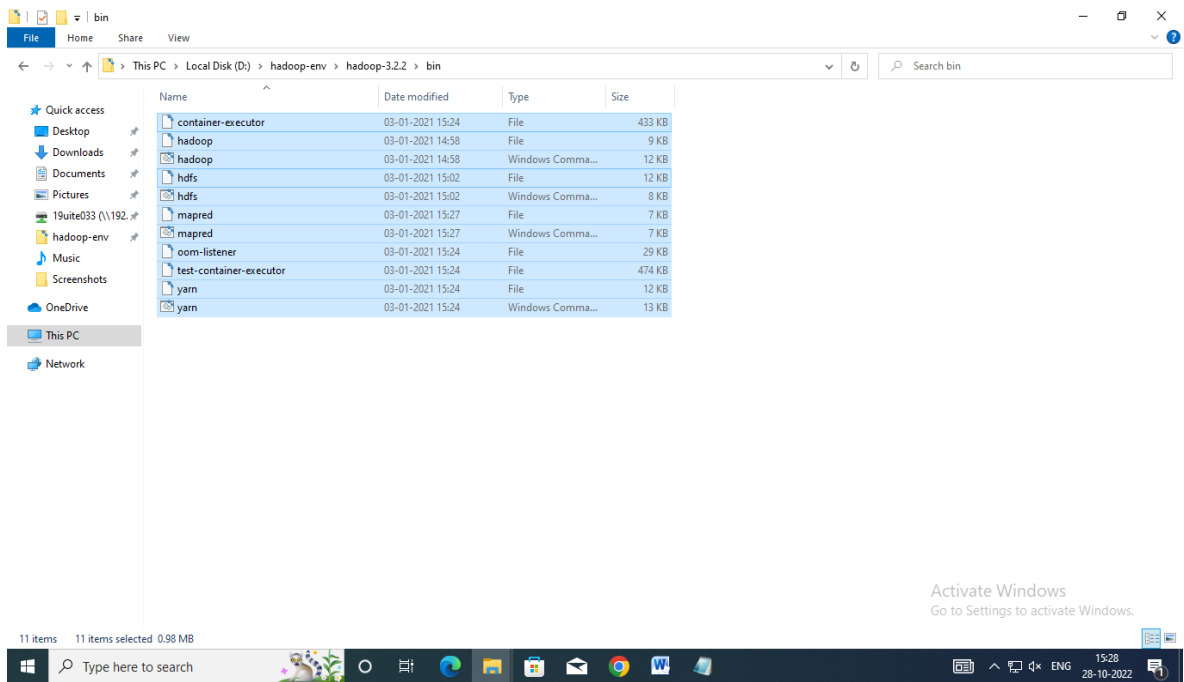 bin
File Home Share View
This PC > Local Disk (D:) > hadoop-env > hadoop-3.2.2 > bin
Search bin
Name Date modified Type Size
Quick access
Desktop
Downloads
Documents
Pictures
19uite033 (\\192.
hadoop-env
Music
Screenshots
OneDrive
This PC
Network
container-executor 03-01-2021 15:24 File 433 KB
hadoop 03-01-2021 14:58 File 9 KB
hadoop 03-01-2021 14:58 Windows Comma... 12 KB
hdfs 03-01-2021 15:02 File 12 KB
hdfs 03-01-2021 15:02 Windows Comma... 8 KB
mapred 03-01-2021 15:27 File 7 KB
mapred 03-01-2021 15:27 Windows Comma... 7 KB
oom-listener 03-01-2021 15:24 File 29 KB
test-container-executor 03-01-2021 15:24 File 474 KB
yarn 03-01-2021 15:24 File 12 KB
yarn 03-01-2021 15:24 Windows Comma... 13 KB
Activate Windows
Go to Settings to activate Windows.
11 items 11 items selected 0.98 MB
Type here to search
ENG
15:28
28-10-2022
1